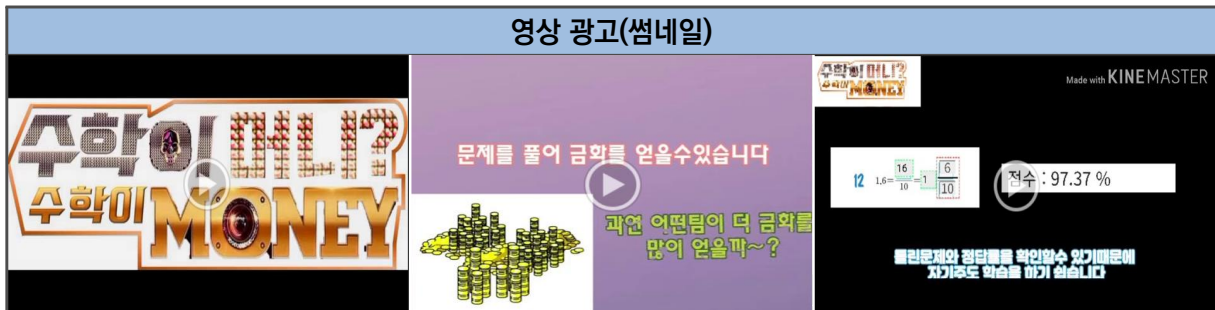 영상 광고(썸네일)
수학이 머니?
수학이 MONEY
문제를 풀어 금화를 얻을수있습니다
과연 어떤팀이 더 금화를
많이 얻을까~?
수학이 머니?
수학이 MONEY
Made with KINEMASTER
12 1,6= 16/10 = 1 6/10
점수 : 97.37 %
틀린문제와 정답률을 확인할수 있기때문에
자기주도 학습을 하기 쉽습니다